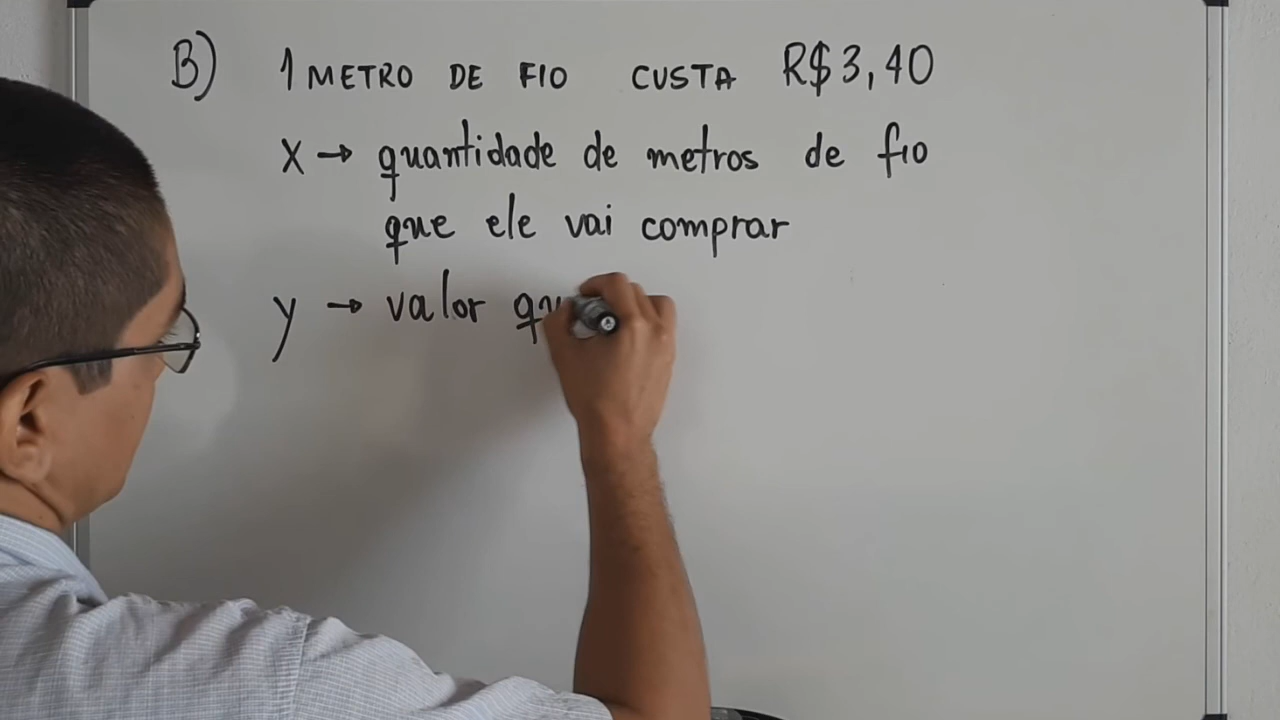 B) 1 METRO DE FIO CUSTA R$3,40
X → quantidade de metros de fio
que ele vai comprar
y → valor